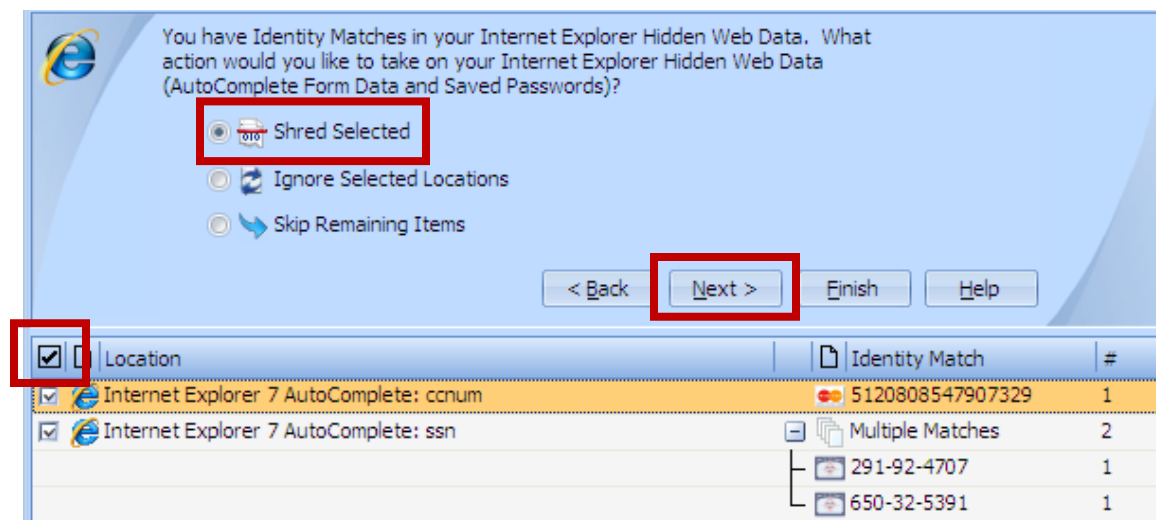 You have Identity Matches in your Internet Explorer Hidden Web Data. What
action would you like to take on your Internet Explorer Hidden Web Data
(AutoComplete Form Data and Saved Passwords)?
Shred Selected
Ignore Selected Locations
Skip Remaining Items
< Back Next > Finish Help
Location Identity Match #
Internet Explorer 7 AutoComplete: ccnum 5120808547907329 1
Internet Explorer 7 AutoComplete: ssn Multiple Matches 2
291-92-4707 1
650-32-5391 1